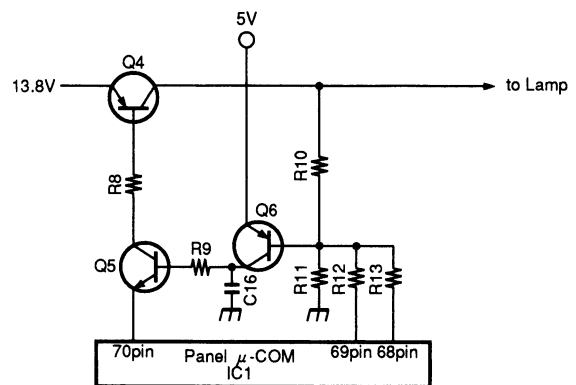 5V
Q4
13.8V
to Lamp
R10
R8
Q6
R9
Q5
C16
R11
R12
R13
70pin
Panel μ-COM
69pin 68pin
IC1